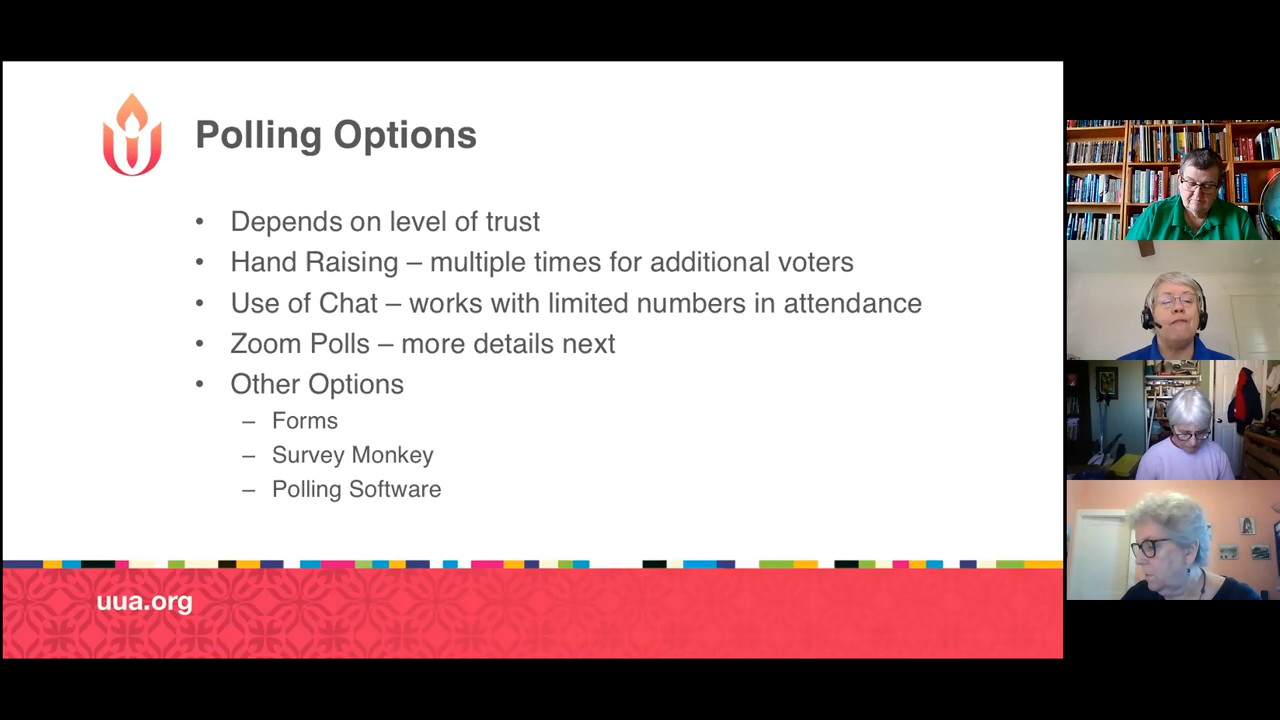 Polling Options
• Depends on level of trust
• Hand Raising – multiple times for additional voters
• Use of Chat – works with limited numbers in attendance
• Zoom Polls – more details next
• Other Options
– Forms
– Survey Monkey
– Polling Software
uua.org